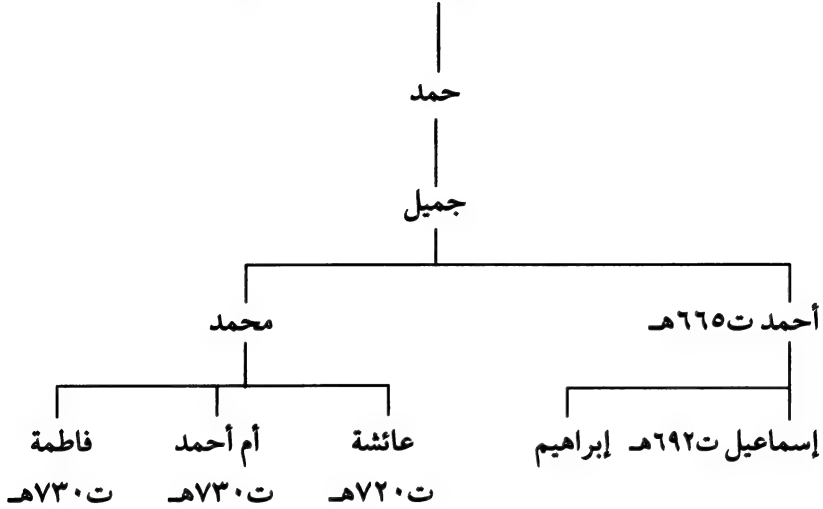 حمد
جميل
أحمد ت٦٦٥هـ
محمد
إسماعيل ت٦٩٢هـ
إبراهيم
عائشة
ت٧٢٠هـ
أم أحمد
ت٧٣٠هـ
فاطمة
ت٧٣٠هـ